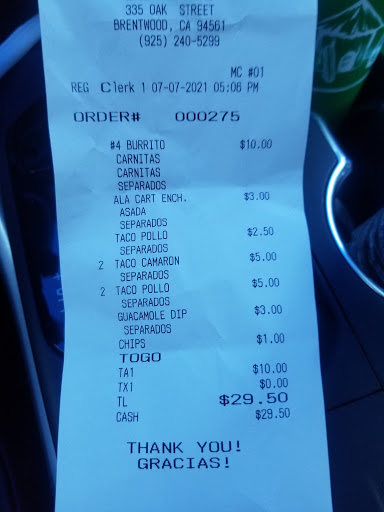 335 OAK STREET
BRENTWOOD, CA 94561
(925) 240-5299
MC #01
REG Clerk 1 07-07-2021 05:06 PM
ORDER# 000275
#4 BURRITO $10.00
CARNITAS
CARNITAS
SEPARADOS
ALA CART ENCH. $3.00
ASADA
SEPARADOS
TACO POLLO $2.50
SEPARADOS
2 TACO CAMARON $5.00
SEPARADOS
2 TACO POLLO $5.00
SEPARADOS
GUACAMOLE DIP $3.00
SEPARADOS
CHIPS $1.00
TOGO
TA1 $10.00
TX1 $0.00
TL $29.50
CASH $29.50
THANK YOU!
GRACIAS!